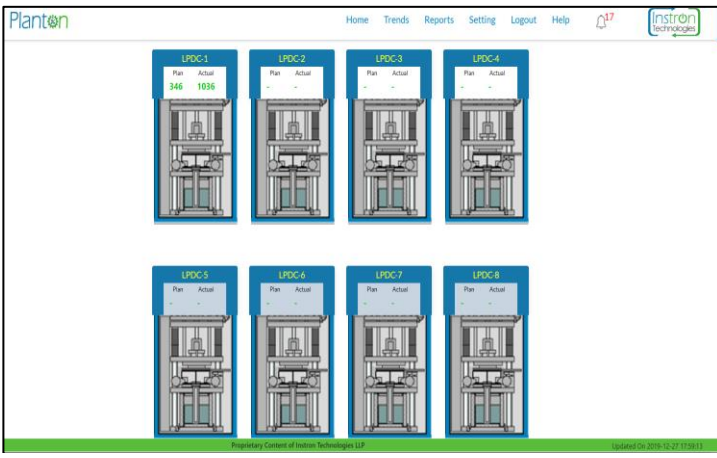 Planton
Home Trends Reports Setting Logout Help 17
Instron
Technologies
LPDC-1 LPDC-2 LPDC-3 LPDC-4
Plan Actual Plan Actual Plan Actual Plan Actual
346 1036 - - - - - -
LPDC-5 LPDC-6 LPDC-7 LPDC-8
Plan Actual Plan Actual Plan Actual Plan Actual
- - - - - - - -
Proprietary Content of Instron Technologies LLP Updated On 2019-12-27 17:59:13